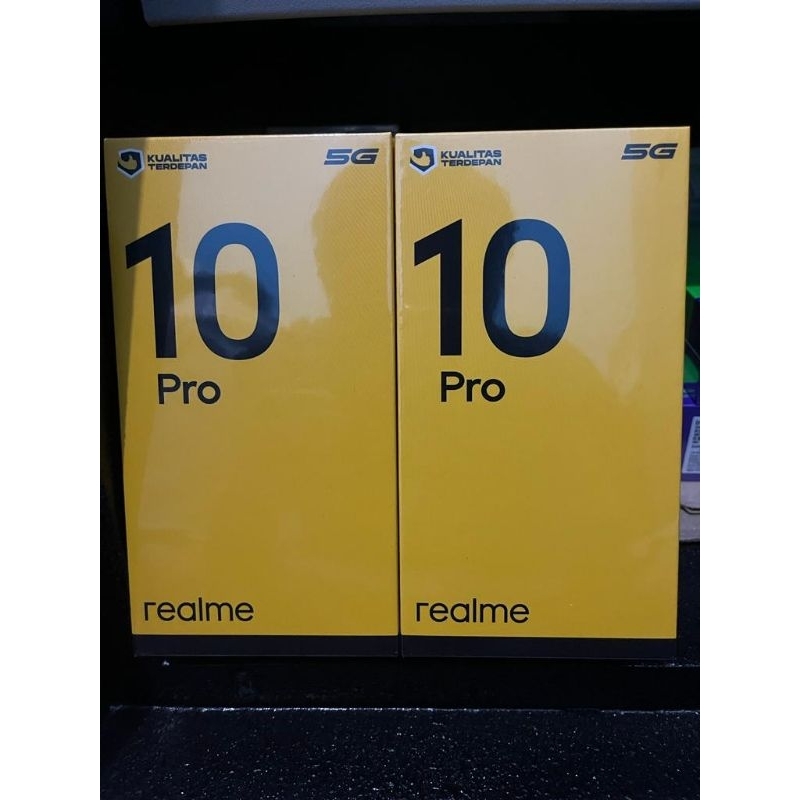 KUALITAS
TERDEPAN
5G
10
Pro
realme
KUALITAS
TERDEPAN
5G
10
Pro
realme